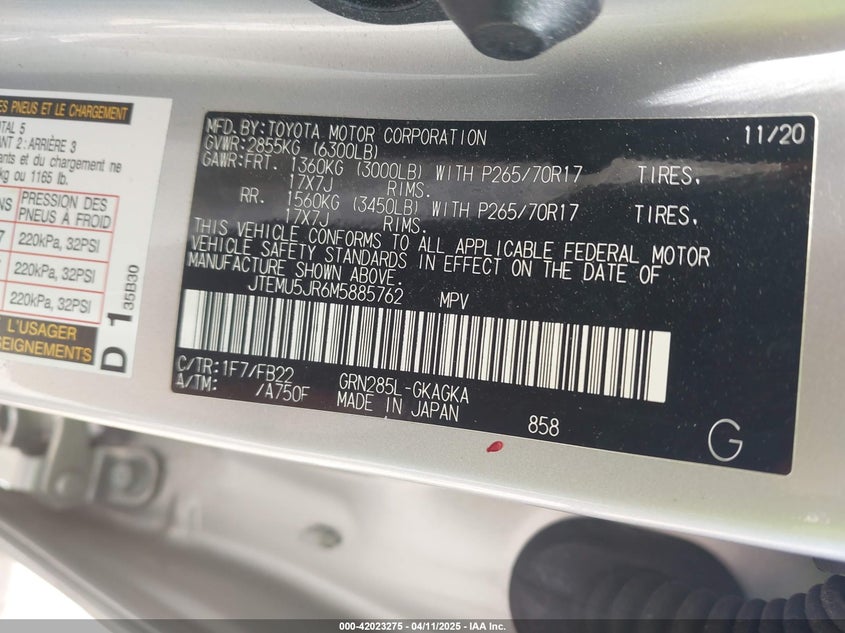 ES PNEUS ET LE CHARGEMENT
TAL 5
ANT 2: ARRIÈRE 3
ants et du chargement ne
kg ou 1165 lb.
NS PRESSION DES
PNEUS À FROID
7 220kPa, 32PSI
220kPa, 32PSI
220kPa, 32PSI
L'USAGER
SEIGNEMENTS
D 1 35B30
MFD. BY: TOYOTA MOTOR CORPORATION 11/20
GVWR: 2855KG (6300LB)
GAWR: FRT. 1360KG (3000LB) WITH P265/70R17 TIRES,
17X7J RIMS.
RR. 1560KG (3450LB) WITH P265/70R17 TIRES,
17X7J RIMS.
THIS VEHICLE CONFORMS TO ALL APPLICABLE FEDERAL MOTOR
VEHICLE SAFETY STANDARDS IN EFFECT ON THE DATE OF
MANUFACTURE SHOWN ABOVE.
JTEMU5JR6M5885762 MPV
C/TR: 1F7/FB22 GRN285L-GKAGKA
A/TM: /A750F MADE IN JAPAN 858
G
000-42023275 - 04/11/2025 - IAA Inc.